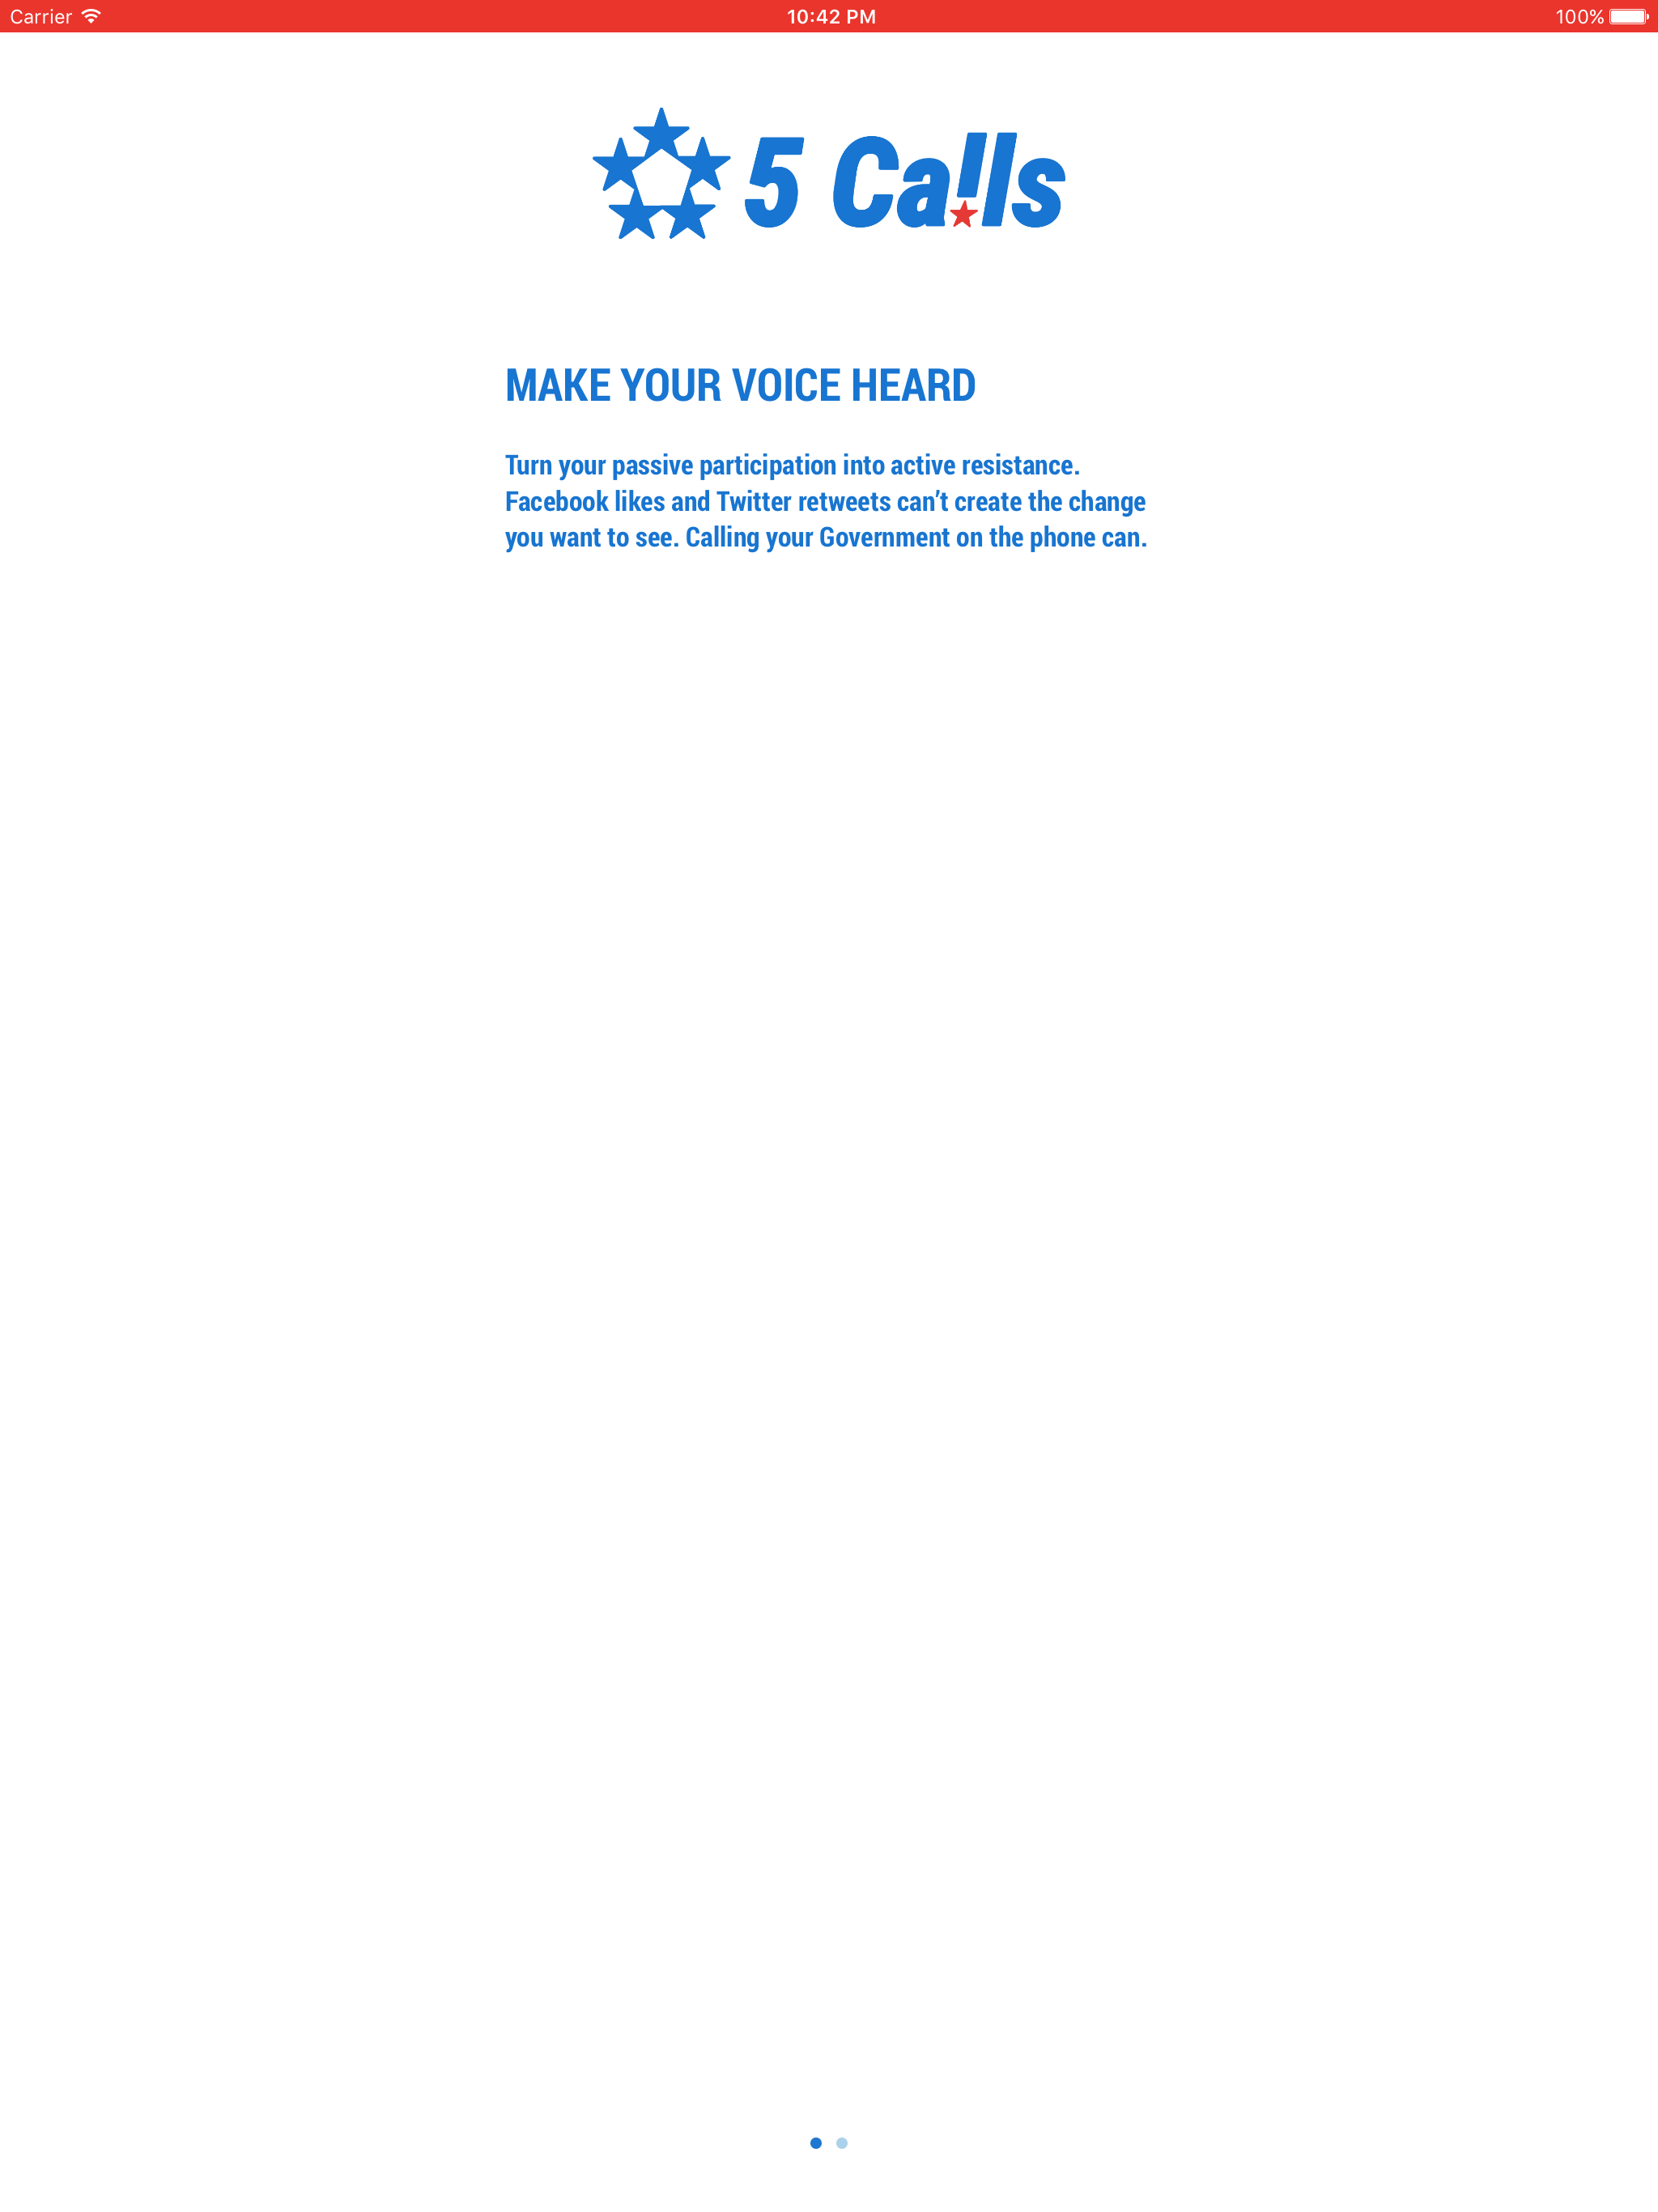 Carrier 10:42 PM 100%
5 Calls
MAKE YOUR VOICE HEARD
Turn your passive participation into active resistance.
Facebook likes and Twitter retweets can’t create the change
you want to see. Calling your Government on the phone can.